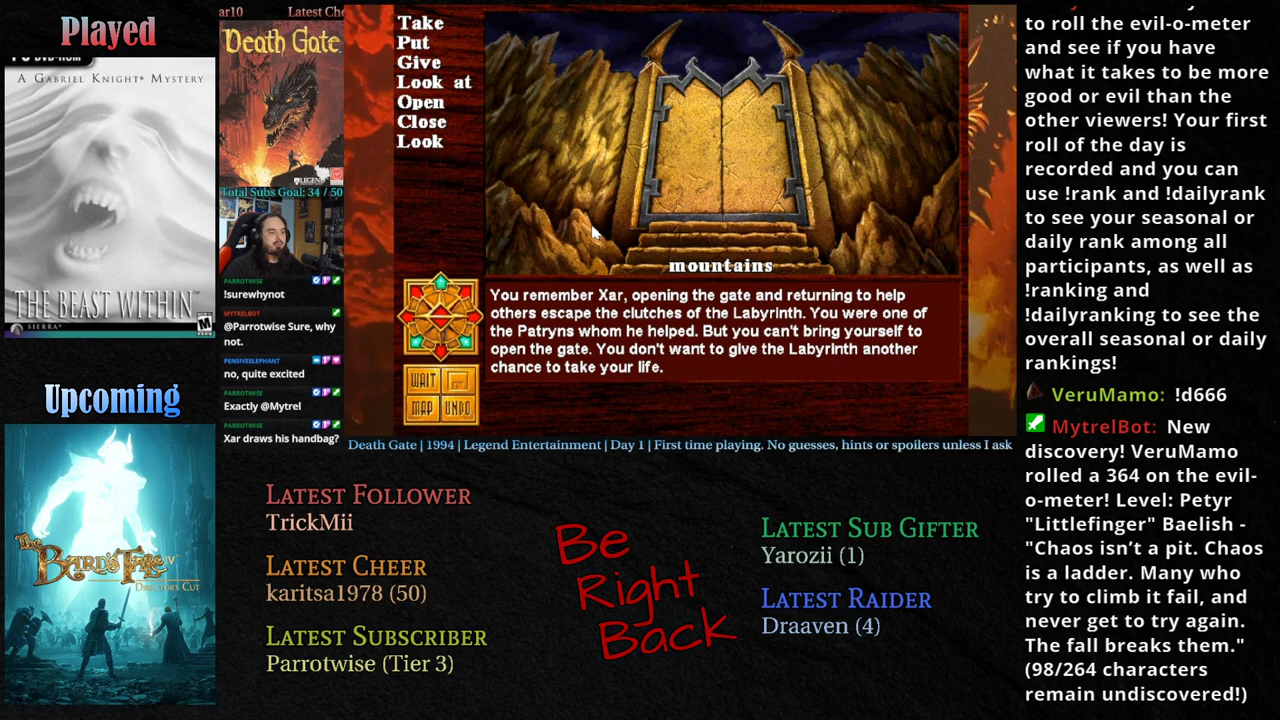 Played
A GABRIEL KNIGHT® MYSTERY
THE BEAST WITHIN™
SIERRA®
M
Upcoming
The
BARD'S TALE IV
DIRECTOR'S CUT
ar10
Latest Che
Death Gate
LEGEND
Total Subs Goal: 34 / 50
PARROTWISE
!surewhynot
MYTRELBOT
@Parrotwise Sure, why
not.
PENSIVEELEPHANT
no, quite excited
PARROTWISE
Exactly @Mytrel
PARROTWISE
Xar draws his handbag?
Take
Put
Give
Look at
Open
Close
Look
WAIT
MAP
UNDO
mountains
You remember Xar, opening the gate and returning to help
others escape the clutches of the Labyrinth. You were one of
the Patryns whom he helped. But you can't bring yourself to
open the gate. You don't want to give the Labyrinth another
chance to take your life.
Death Gate | 1994 | Legend Entertainment | Day 1 | First time playing. No guesses, hints or spoilers unless I ask
LATEST FOLLOWER
TrickMii
LATEST CHEER
karitsa1978 (50)
LATEST SUBSCRIBER
Parrotwise (Tier 3)
Be
Right
Back
LATEST SUB GIFTER
Yarozii (1)
LATEST RAIDER
Draaven (4)
to roll the evil-o-meter
and see if you have
what it takes to be more
good or evil than the
other viewers! Your first
roll of the day is
recorded and you can
use !rank and !dailyrank
to see your seasonal or
daily rank among all
participants, as well as
!ranking and
!dailyranking to see the
overall seasonal or daily
rankings!
VeruMamo: !d666
MytrelBot: New
discovery! VeruMamo
rolled a 364 on the evil-
o-meter! Level: Petyr
"Littlefinger" Baelish -
"Chaos isn’t a pit. Chaos
is a ladder. Many who
try to climb it fail, and
never get to try again.
The fall breaks them."
(98/264 characters
remain undiscovered!)